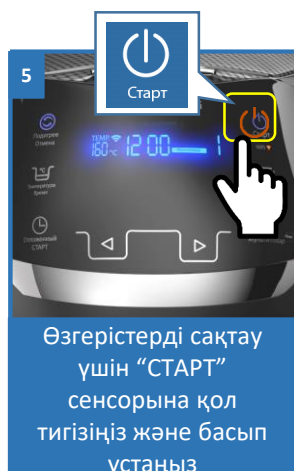 5
Старт
Подогрев
Отмена
TEMP.
160°C 12:00 1
Температура
Время
Отложенный
СТАРТ
Өзгерістерді сақтау
үшін “СТАРТ”
сенсорына қол
тигізіңіз және басып
ұстаңыз